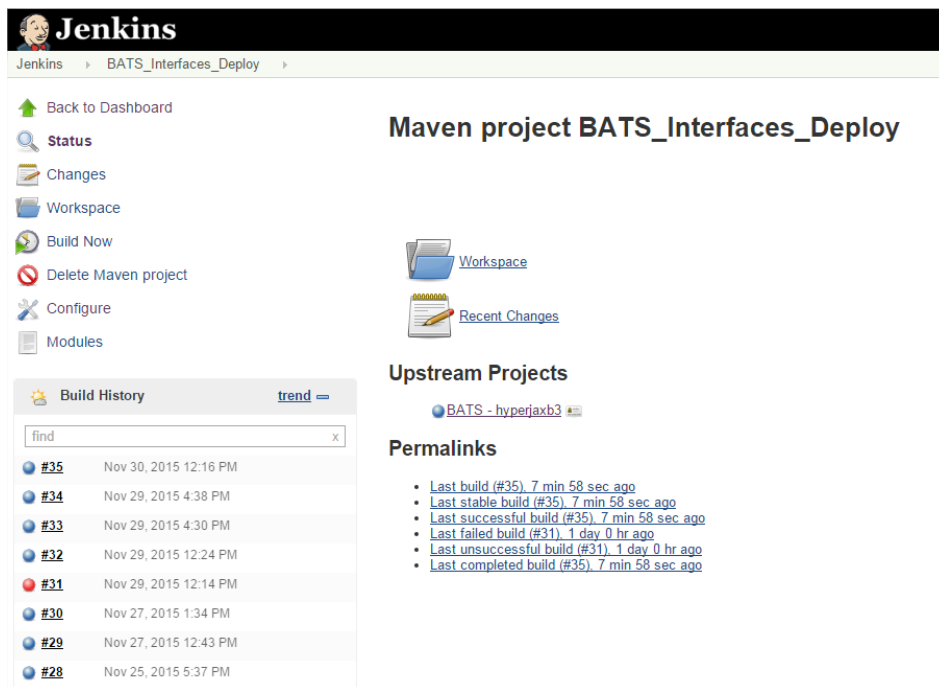 Jenkins
Jenkins BATS_Interfaces_Deploy
Back to Dashboard
Status
Changes
Workspace
Build Now
Delete Maven project
Configure
Modules
Build History trend
find x
#35 Nov 30, 2015 12:16 PM
#34 Nov 29, 2015 4:38 PM
#33 Nov 29, 2015 4:30 PM
#32 Nov 29, 2015 12:24 PM
#31 Nov 29, 2015 12:14 PM
#30 Nov 27, 2015 1:34 PM
#29 Nov 27, 2015 12:43 PM
#28 Nov 25, 2015 5:37 PM
Maven project BATS_Interfaces_Deploy
Workspace
Recent Changes
Upstream Projects
BATS - hyperjaxb3
Permalinks
Last build (#35), 7 min 58 sec ago
Last stable build (#35), 7 min 58 sec ago
Last successful build (#35), 7 min 58 sec ago
Last failed build (#31), 1 day 0 hr ago
Last unsuccessful build (#31), 1 day 0 hr ago
Last completed build (#35), 7 min 58 sec ago